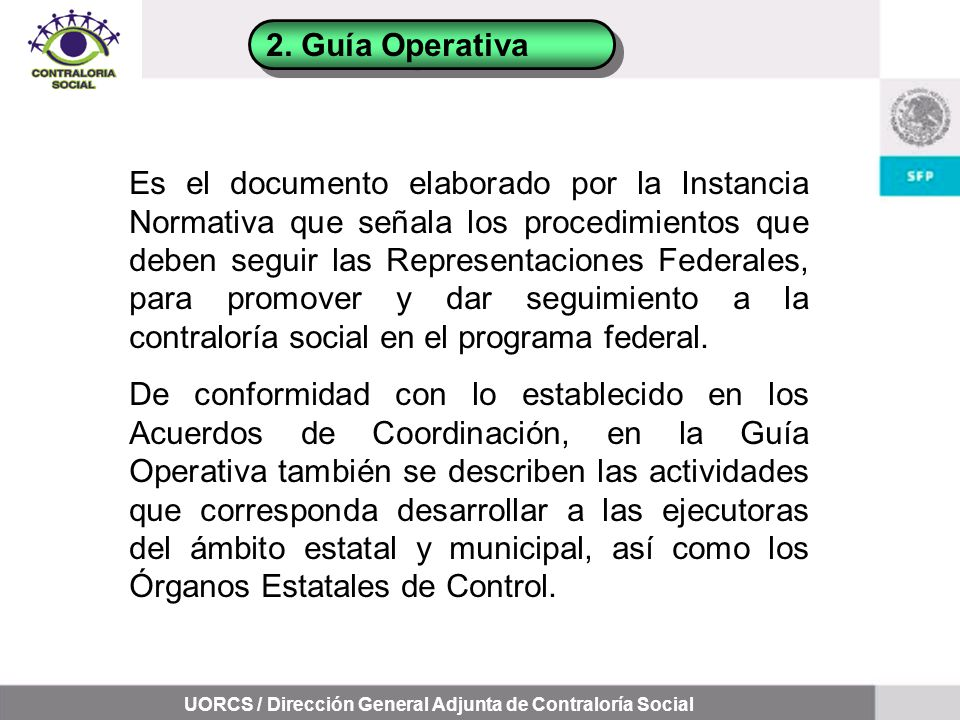 2. Guía Operativa
CONTRALORIA
SOCIAL
SFP
Es el documento elaborado por la Instancia
Normativa que señala los procedimientos que
deben seguir las Representaciones Federales,
para promover y dar seguimiento a la
contraloría social en el programa federal.
De conformidad con lo establecido en los
Acuerdos de Coordinación, en la Guía
Operativa también se describen las actividades
que corresponda desarrollar a las ejecutoras
del ámbito estatal y municipal, así como los
Órganos Estatales de Control.
UORCS / Dirección General Adjunta de Contraloría Social